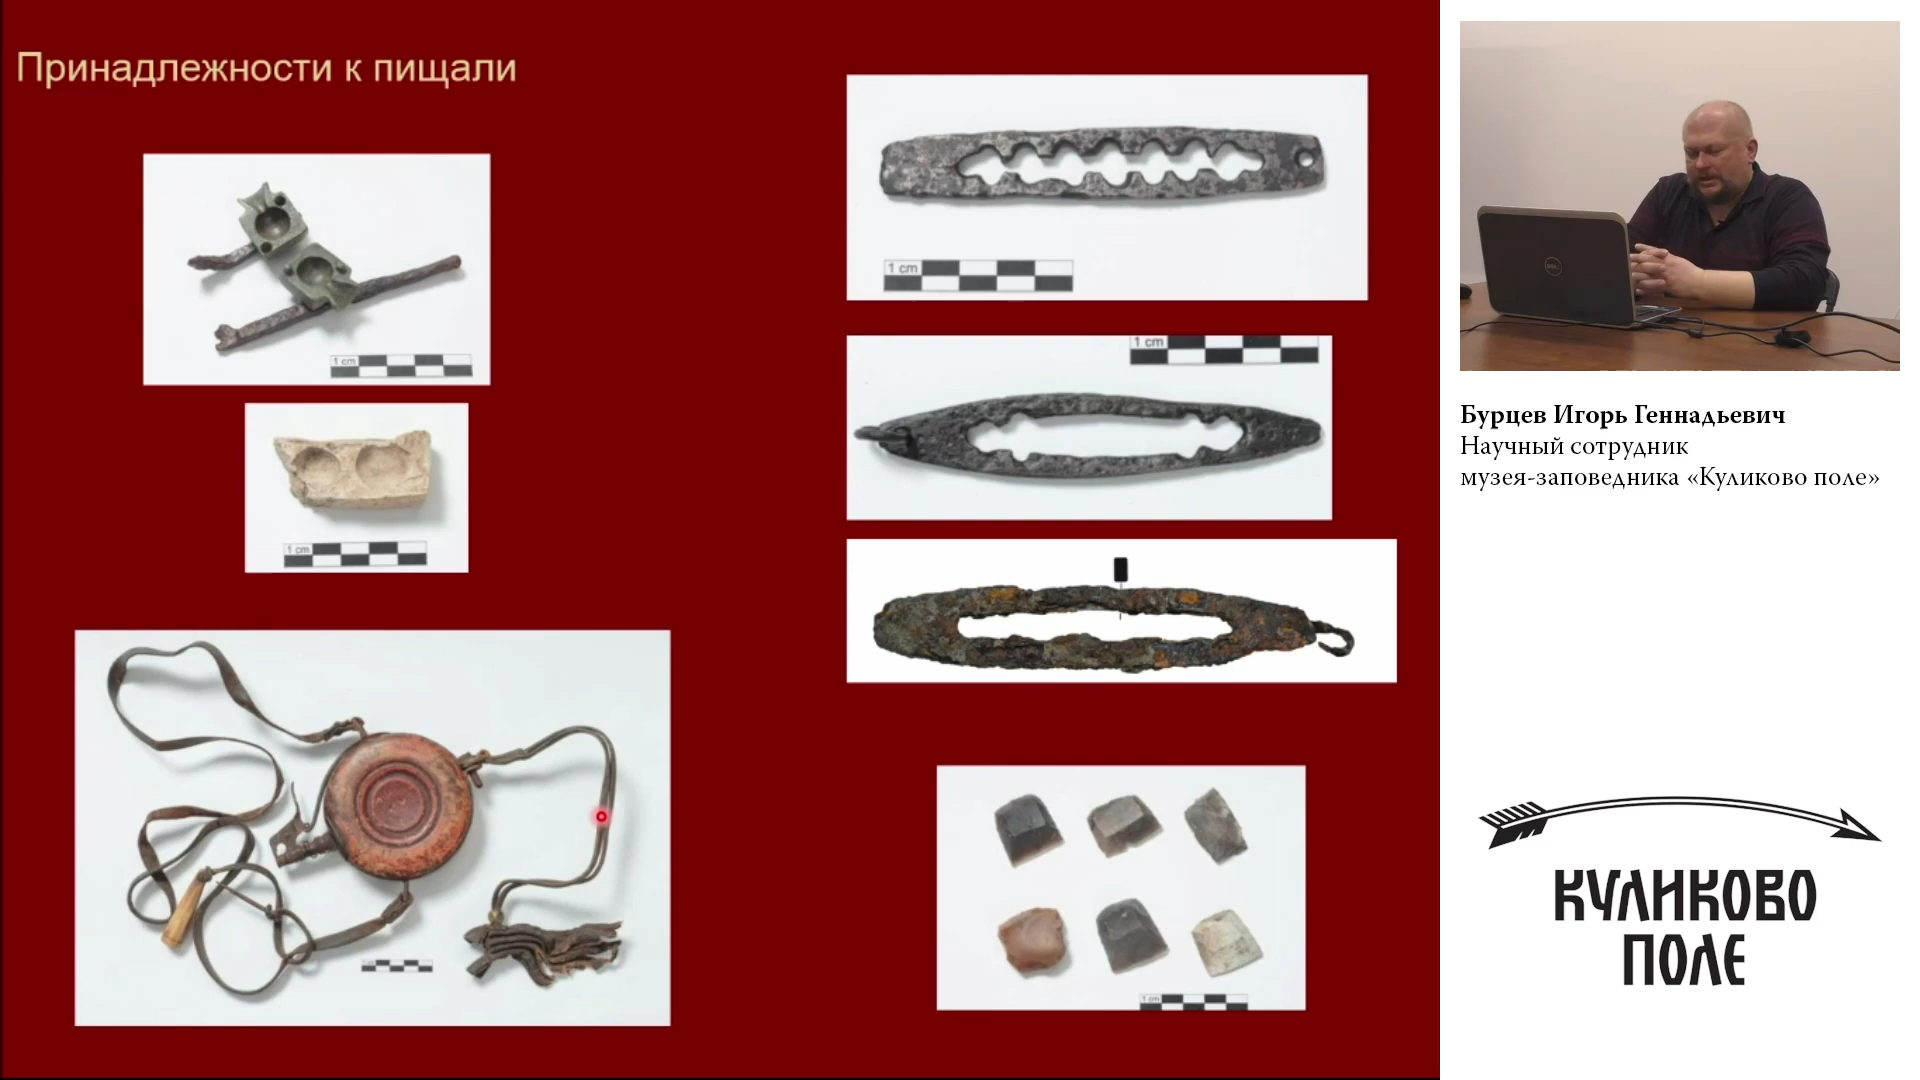 Принадлежности к пищали
1 cm
1 cm
1 cm
1 cm
1 cm
Бурцев Игорь Геннадьевич
Научный сотрудник
музея-заповедника «Куликово поле»
КУЛИКОВО
ПОЛЕ